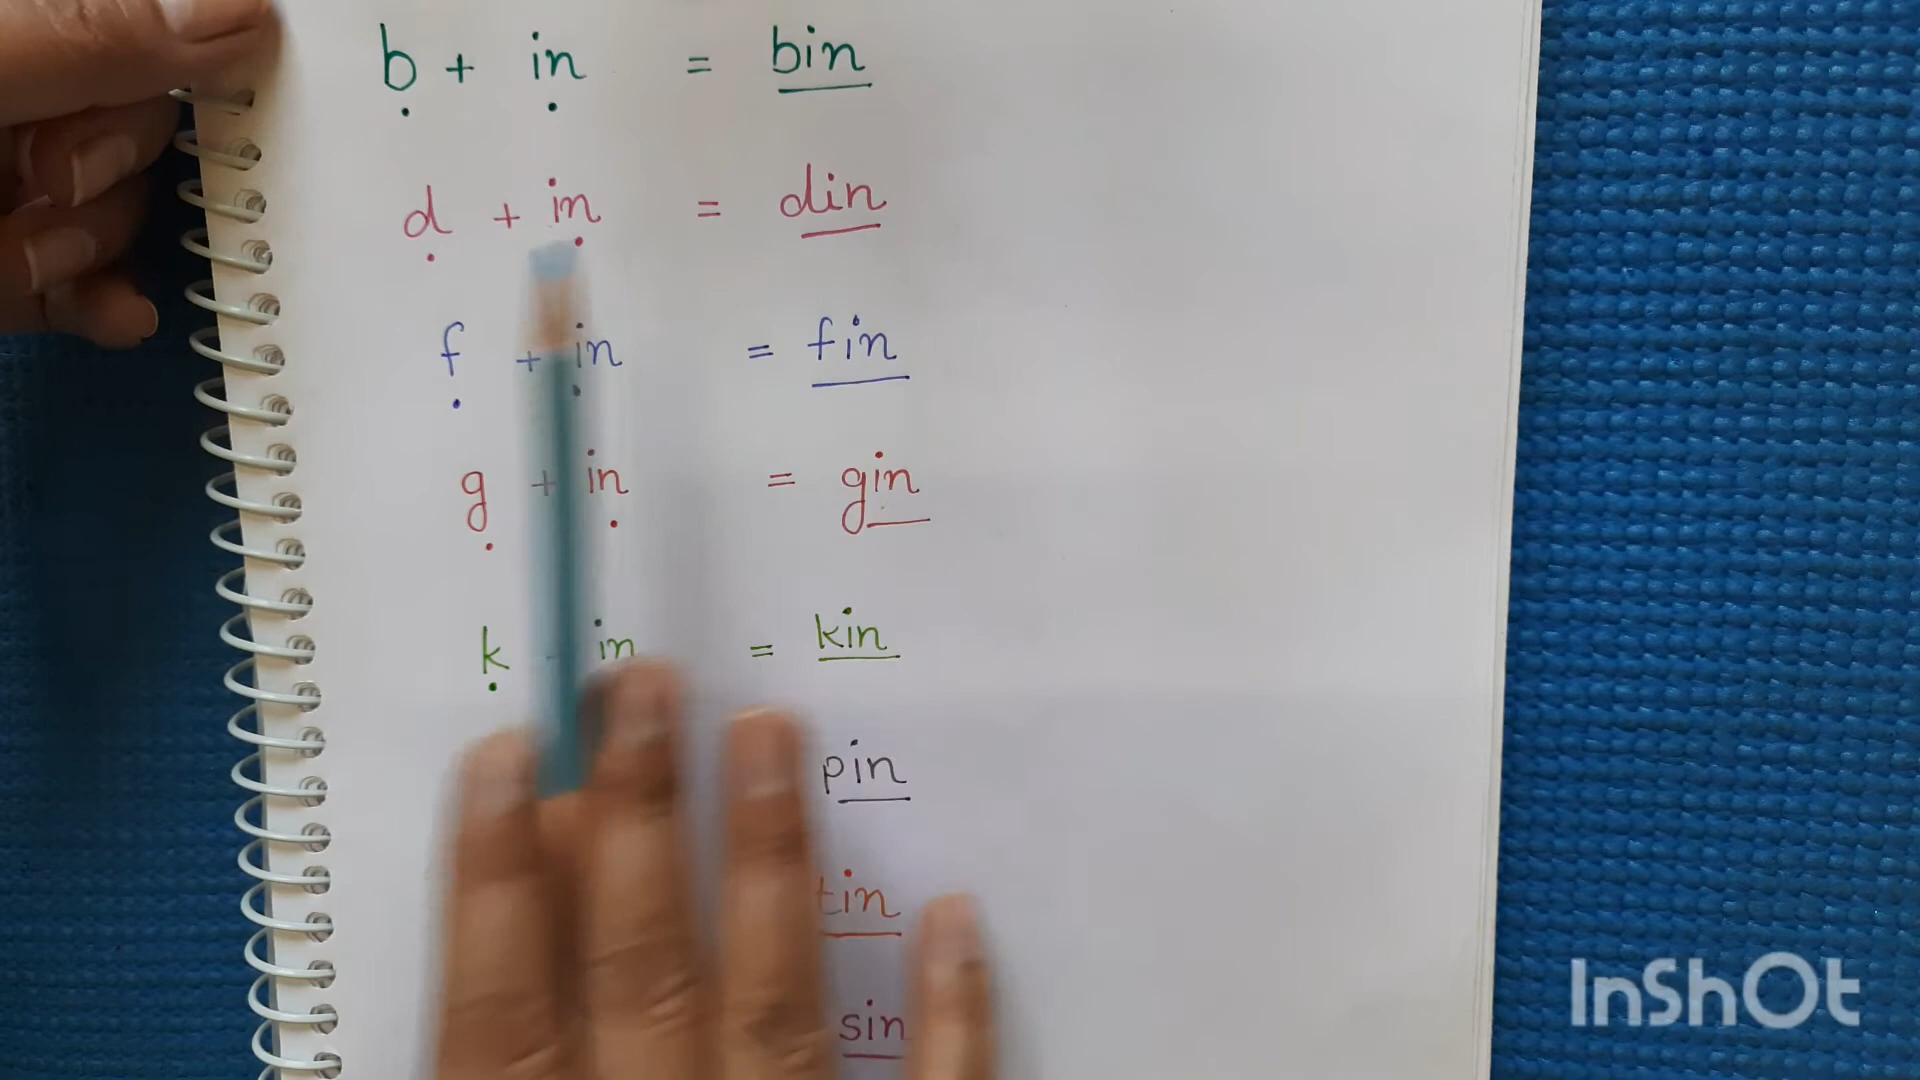 b + in = bin
d + in = din
f + in = fin
g + in = gin
k in = kin
pin
tin
sin
InShOt